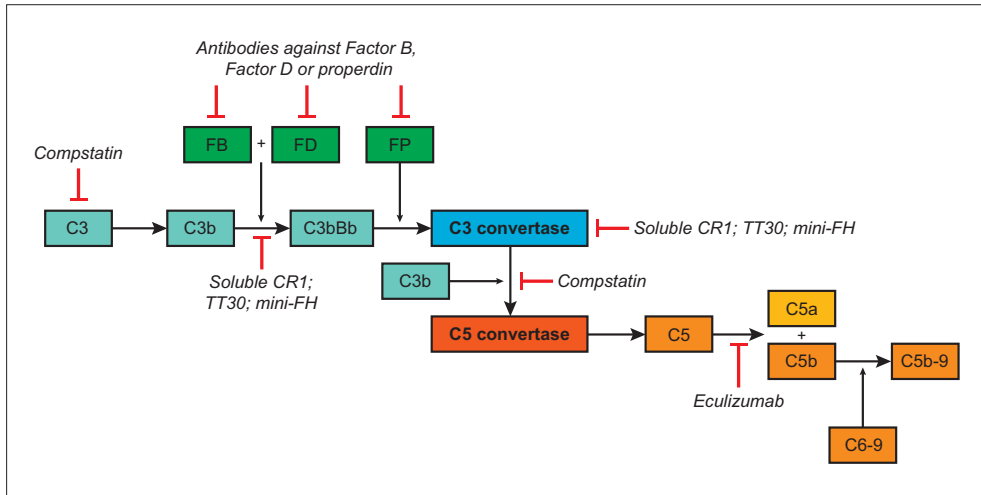 Antibodies against Factor B,
Factor D or properdin
FB
+
FD
FP
Compstatin
C3
C3b
C3bBb
C3 convertase
Soluble CR1; TT30; mini-FH
Soluble CR1;
TT30; mini-FH
C3b
Compstatin
C5a
C5 convertase
C5
+
C5b
C5b-9
Eculizumab
C6-9